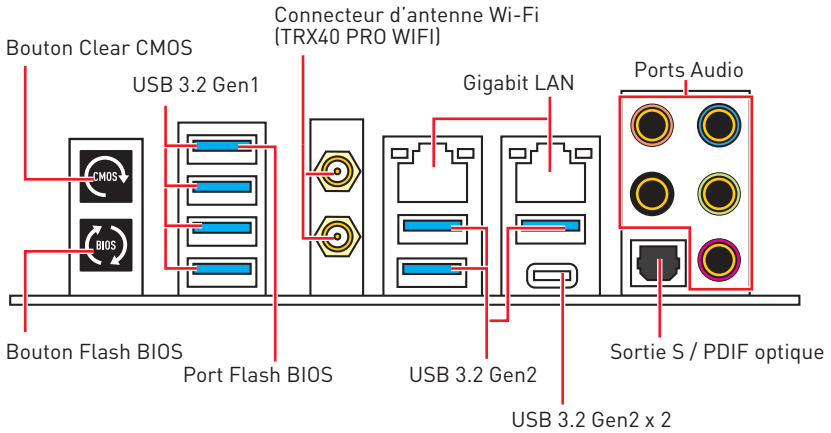 Connecteur d'antenne Wi-Fi
(TRX40 PRO WIFI)
Bouton Clear CMOS
USB 3.2 Gen1
Gigabit LAN
Ports Audio
CMOS
BIOS
Bouton Flash BIOS
Port Flash BIOS
USB 3.2 Gen2
Sortie S / PDIF optique
USB 3.2 Gen2 x 2